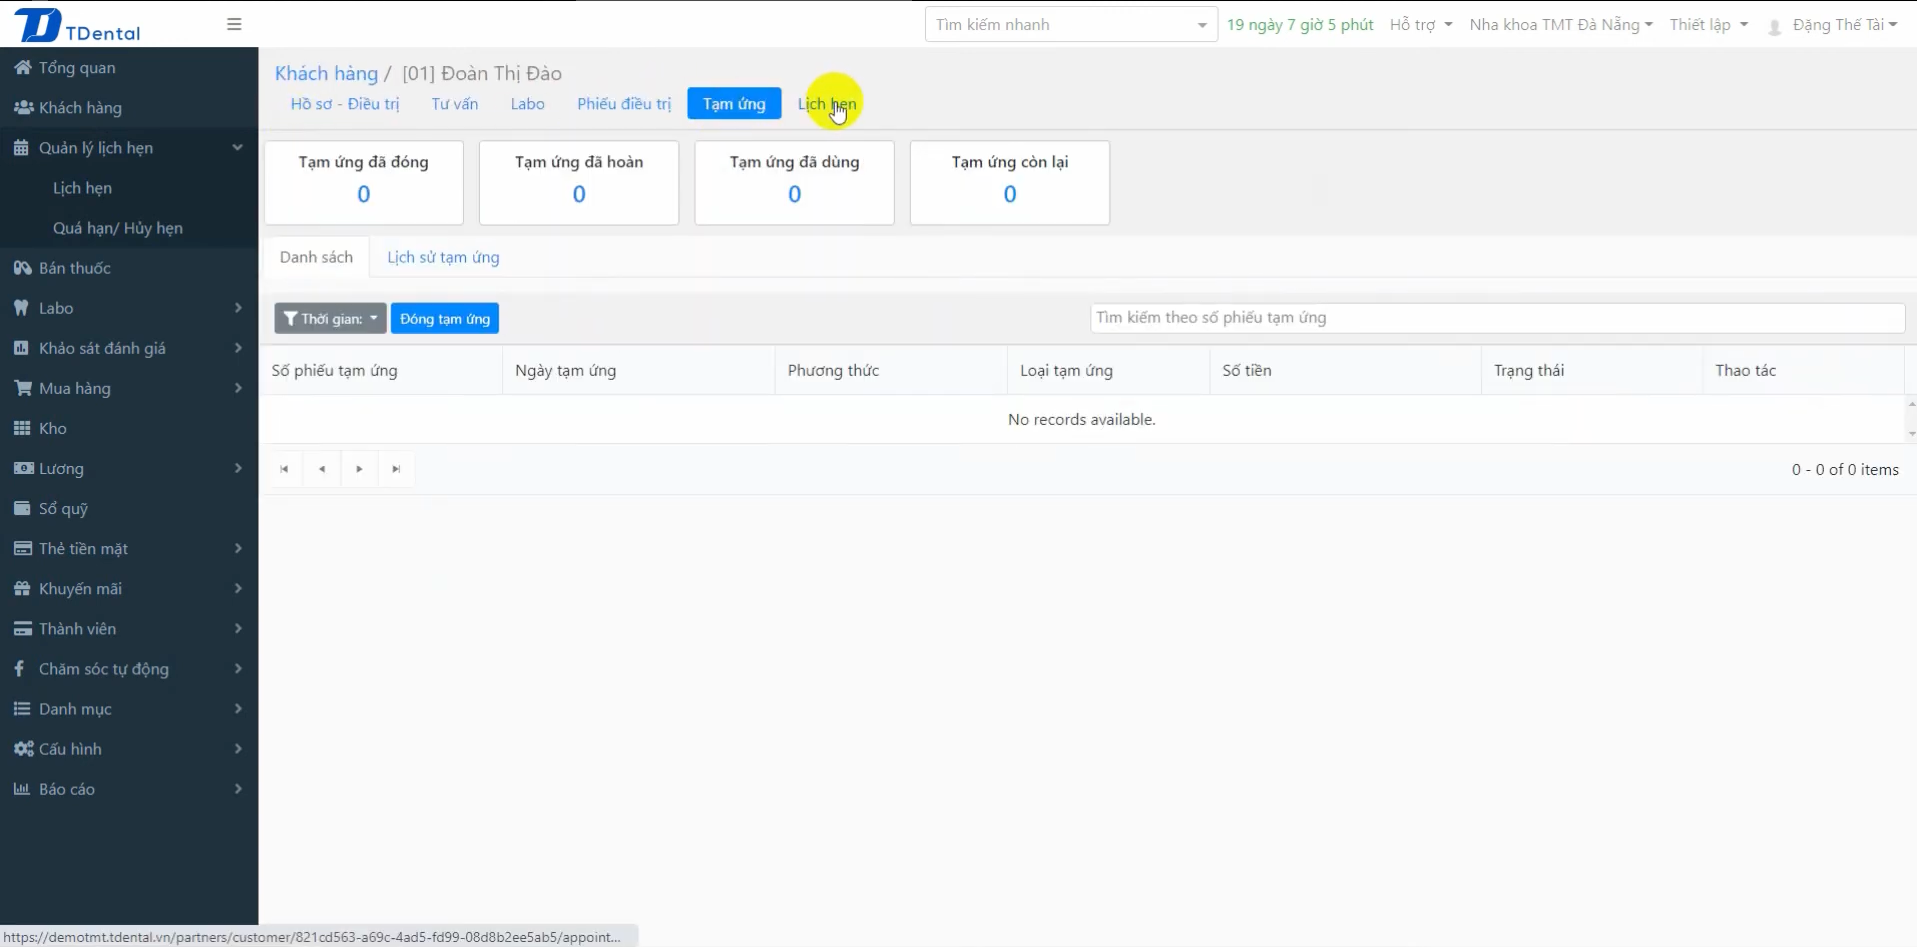 TDental
Tìm kiếm nhanh
19 ngày 7 giờ 5 phút
Hỗ trợ
Nha khoa TMT Đà Nẵng
Thiết lập
Đặng Thế Tài
Tổng quan
Khách hàng
Quản lý lịch hẹn
Lịch hẹn
Quá hạn/ Hủy hẹn
Bán thuốc
Labo
Khảo sát đánh giá
Mua hàng
Kho
Lương
Sổ quỹ
Thẻ tiền mặt
Khuyến mãi
Thành viên
Chăm sóc tự động
Danh mục
Cấu hình
Báo cáo
Khách hàng / [01] Đoàn Thị Đào
Hồ sơ - Điều trị
Tư vấn
Labo
Phiếu điều trị
Tạm ứng
Lịch hẹn
Tạm ứng đã đóng
0
Tạm ứng đã hoàn
0
Tạm ứng đã dùng
0
Tạm ứng còn lại
0
Danh sách
Lịch sử tạm ứng
Thời gian:
Đóng tạm ứng
Tìm kiếm theo số phiếu tạm ứng
Số phiếu tạm ứng
Ngày tạm ứng
Phương thức
Loại tạm ứng
Số tiền
Trạng thái
Thao tác
No records available.
0 - 0 of 0 items
https://demotmt.tdental.vn/partners/customer/821cd563-a69c-4ad5-fd99-08d8b2ee5ab5/appoint...